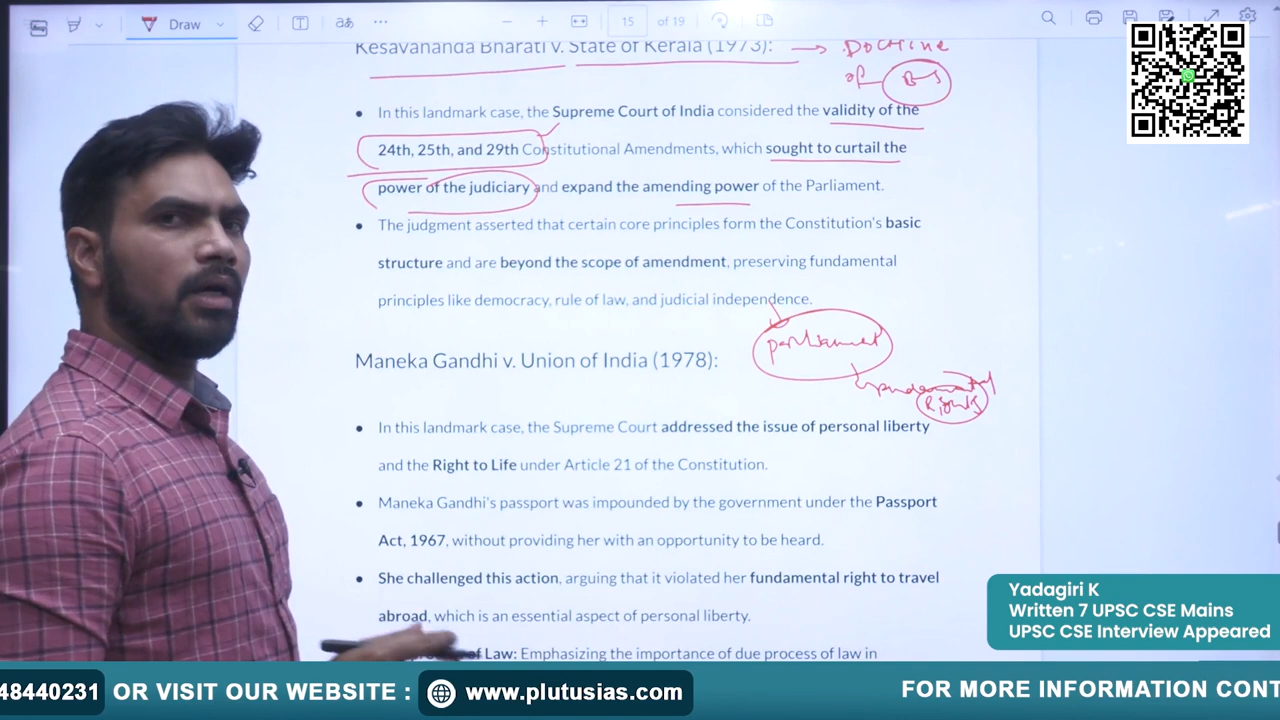 Draw
15 of 19
Kesavananda Bharati v. State of Kerala (1973): → Doctrine
of BS
• In this landmark case, the Supreme Court of India considered the validity of the
24th, 25th, and 29th Constitutional Amendments, which sought to curtail the
power of the judiciary and expand the amending power of the Parliament.
• The judgment asserted that certain core principles form the Constitution's basic
structure and are beyond the scope of amendment, preserving fundamental
principles like democracy, rule of law, and judicial independence.
parliament
Maneka Gandhi v. Union of India (1978):
Rights
• In this landmark case, the Supreme Court addressed the issue of personal liberty
and the Right to Life under Article 21 of the Constitution.
• Maneka Gandhi's passport was impounded by the government under the Passport
Act, 1967, without providing her with an opportunity to be heard.
• She challenged this action, arguing that it violated her fundamental right to travel
abroad, which is an essential aspect of personal liberty.
of Law: Emphasizing the importance of due process of law in
Yadagiri K
Written 7 UPSC CSE Mains
UPSC CSE Interview Appeared
48440231 OR VISIT OUR WEBSITE : www.plutusias.com FOR MORE INFORMATION CONT